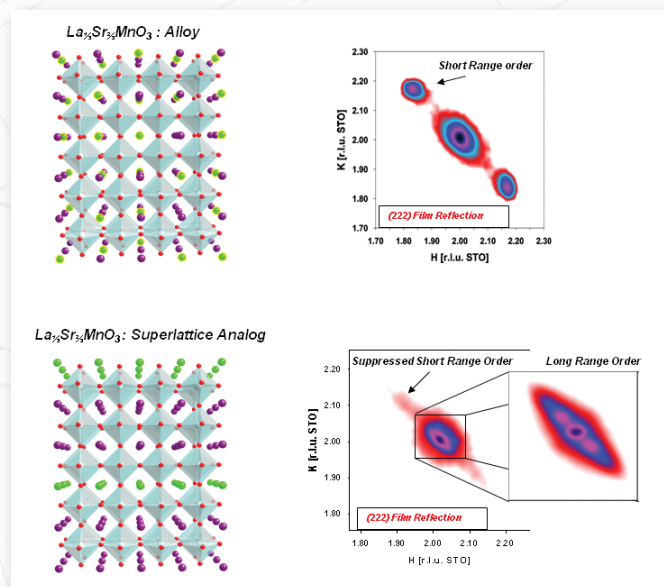 La⅔Sr⅓MnO₃ : Alloy
Short Range order
2.30
2.20
2.10
2.00
1.90
1.80
1.70
K [r.l.u. STO]
(222) Film Reflection
1.70 1.80 1.90 2.00 2.10 2.20 2.30
H [r.l.u. STO]
La⅔Sr⅓MnO₃ : Superlattice Analog
Suppressed Short Range Order
Long Range Order
2.20
2.10
2.00
1.90
1.80
K [r.l.u. STO]
(222) Film Reflection
1.80 1.90 2.00 2.10 2.20
H [r.l.u. STO]